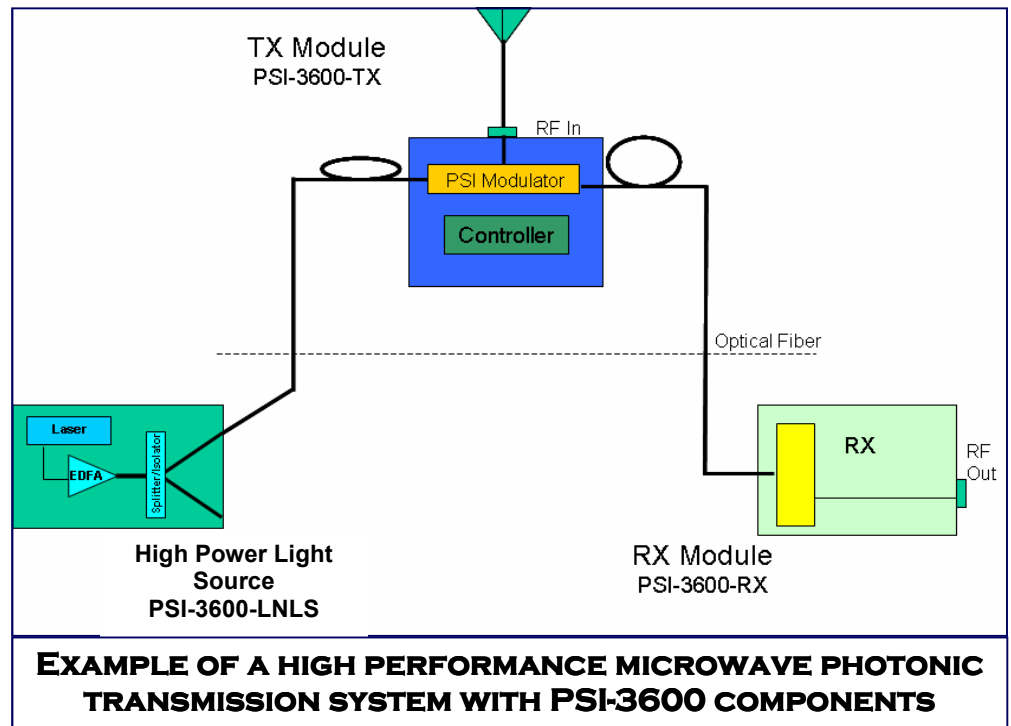 TX Module
PSI-3600-TX
RF In
PSI Modulator
Controller
Optical Fiber
Laser
EDFA
Splitter/Isolator
RX
RF
Out
High Power Light
Source
PSI-3600-LNLS
RX Module
PSI-3600-RX
EXAMPLE OF A HIGH PERFORMANCE MICROWAVE PHOTONIC
TRANSMISSION SYSTEM WITH PSI-3600 COMPONENTS